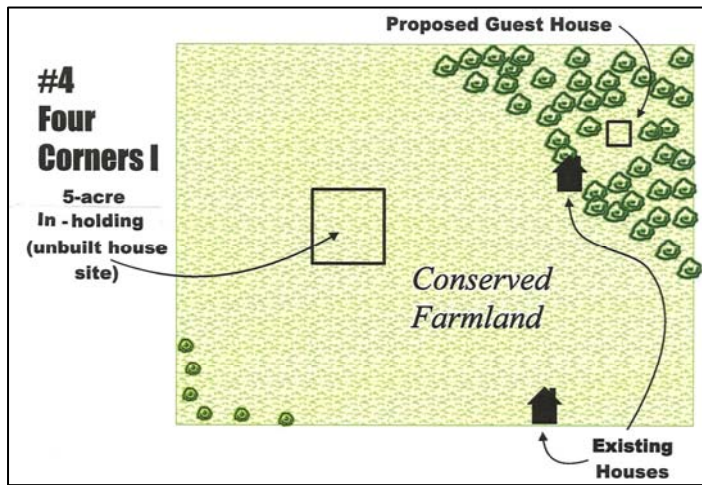 Proposed Guest House
#4
Four
Corners I
5-acre
In -holding
(unbuilt house
site)
Conserved
Farmland
Existing
Houses